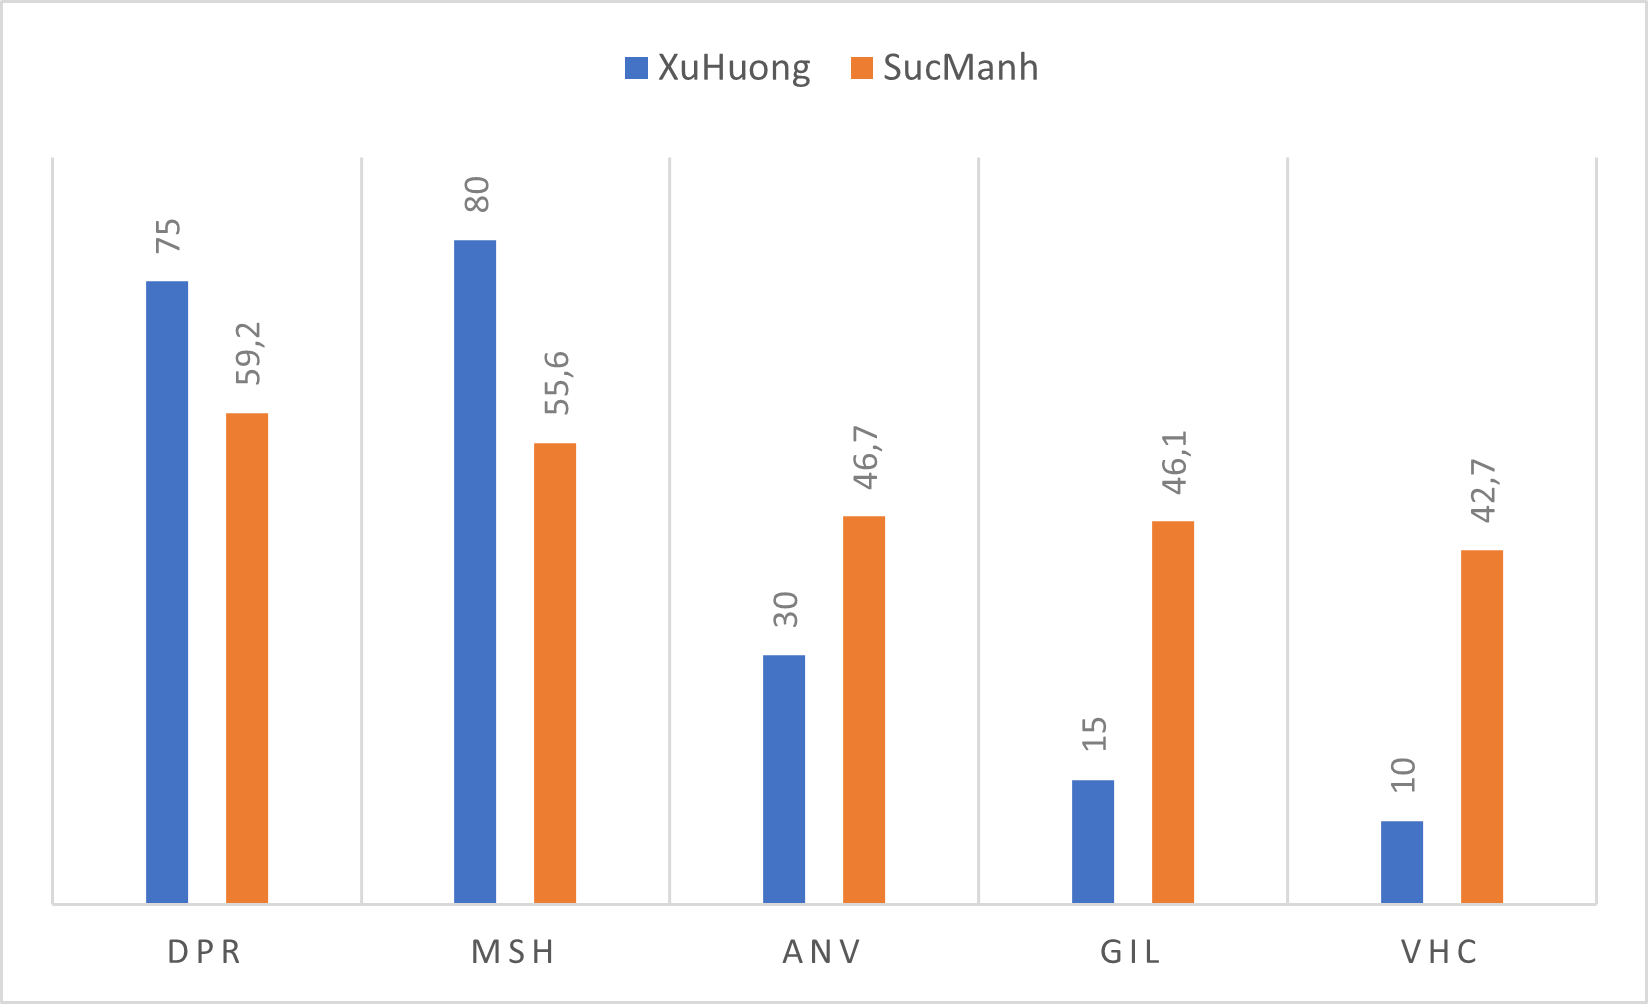 XuHuong SucManh
75 59,2 80 55,6 30 46,7 15 46,1 10 42,7
DPR MSH ANV GIL VHC